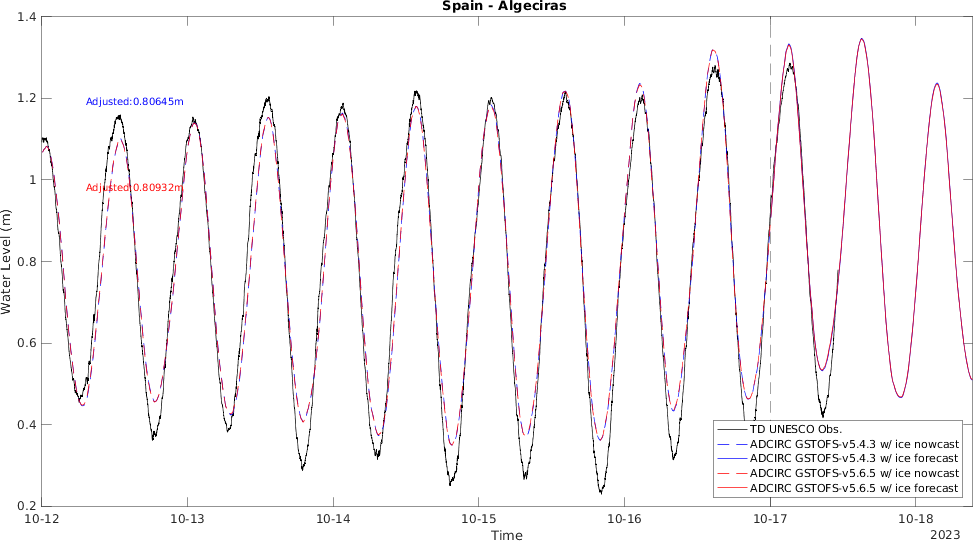 Spain - Algeciras
1.4
1.2
1
0.8
0.6
0.4
0.2
Water Level (m)
Adjusted:0.80645m
Adjusted:0.80932m
TD UNESCO Obs.
ADCIRC GSTOFS-v5.4.3 w/ ice nowcast
ADCIRC GSTOFS-v5.4.3 w/ ice forecast
ADCIRC GSTOFS-v5.6.5 w/ ice nowcast
ADCIRC GSTOFS-v5.6.5 w/ ice forecast
10-12
10-13
10-14
10-15
10-16
10-17
10-18
Time
2023